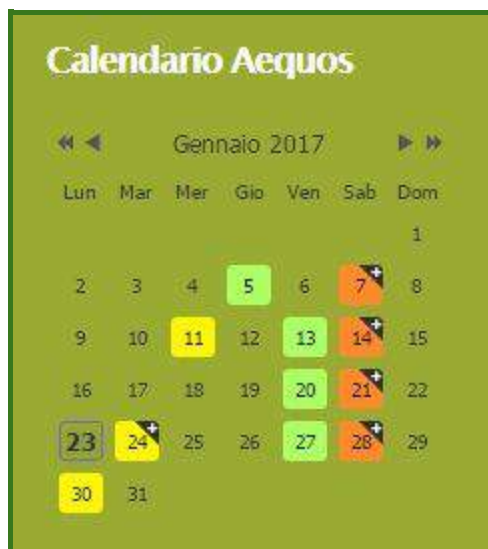 Calendario Aequos
Gennaio 2017
Lun Mar Mer Gio Ven Sab Dom
1
2 3 4 5 6 7 8
9 10 11 12 13 14 15
16 17 18 19 20 21 22
23 24 25 26 27 28 29
30 31